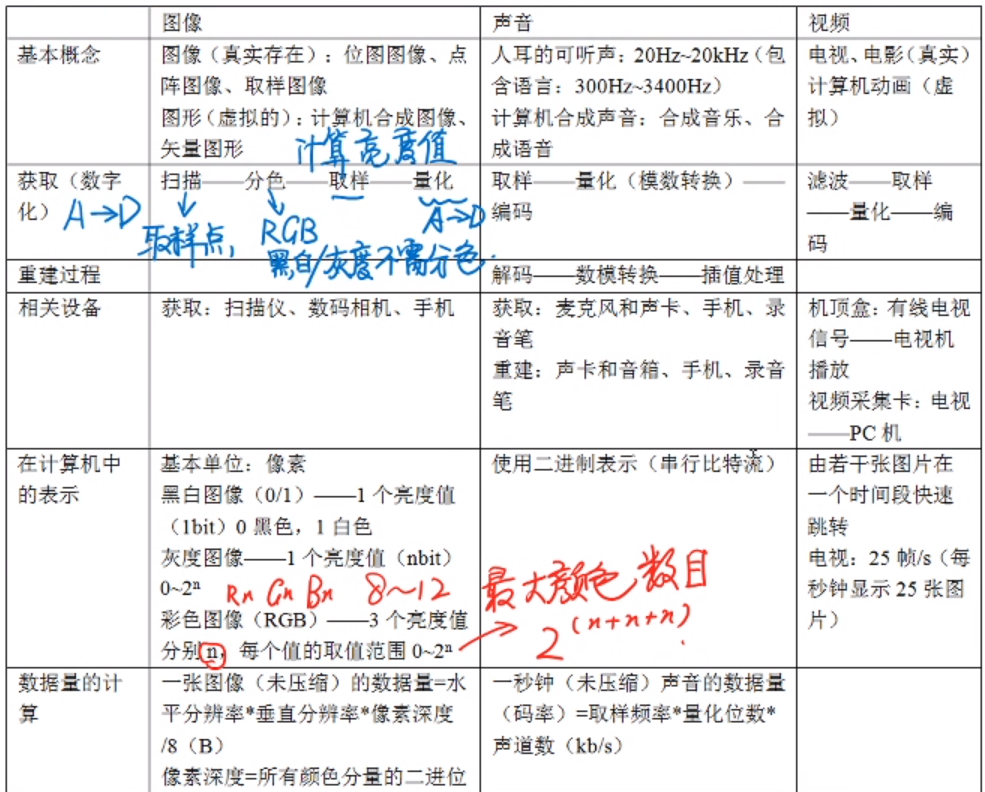 图像 声音 视频
基本概念
图像（真实存在）：位图图像、点
阵图像、取样图像
图形（虚拟的）：计算机合成图像、
矢量图形
人耳的可听声：20Hz~20kHz（包
含语言：300Hz~3400Hz）
计算机合成声音：合成音乐、合
成语音
电视、电影（真实）
计算机动画（虚
拟）
计算亮度值
获取（数字
化）
A→D
扫描——分色——取样——量化
取样点，
RGB
黑白/灰度不需分色.
A→D
取样——量化（模数转换）——
编码
滤波——取样
——量化——编
码
重建过程
解码——数模转换——插值处理
相关设备
获取：扫描仪、数码相机、手机
获取：麦克风和声卡、手机、录
音笔
重建：声卡和音箱、手机、录音
笔
机顶盒：有线电视
信号——电视机
播放
视频采集卡：电视
——PC 机
在计算机中
的表示
基本单位：像素
黑白图像（0/1）——1 个亮度值
（1bit）0 黑色，1 白色
灰度图像——1 个亮度值（nbit）
0~2ⁿ
Rn Gn Bn 8～12
彩色图像（RGB）——3 个亮度值
分别 n，每个值的取值范围 0~2ⁿ
使用二进制表示（串行比特流）
最大颜色数目
2^(n+n+n)
由若干张图片在
一个时间段快速
跳转
电视：25 帧/s（每
秒钟显示 25 张图
片）
数据量的计
算
一张图像（未压缩）的数据量=水
平分辨率*垂直分辨率*像素深度
/8（B）
像素深度=所有颜色分量的二进位
一秒钟（未压缩）声音的数据量
（码率）=取样频率*量化位数*
声道数（kb/s）